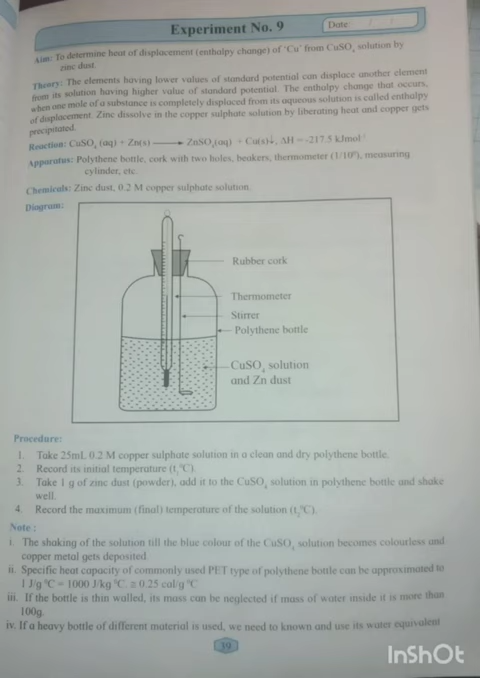 Experiment No. 9
Date: / /
Aim: To determine heat of displacement (enthalpy change) of 'Cu' from CuSO₄ solution by
zinc dust.
Theory: The elements having lower values of standard potential can displace another element
from its solution having higher value of standard potential. The enthalpy change that occurs,
when one mole of a substance is completely displaced from its aqueous solution is called enthalpy
of displacement. Zinc dissolve in the copper sulphate solution by liberating heat and copper gets
precipitated.
Reaction: CuSO₄ (aq) + Zn(s) ⟶ ZnSO₄(aq) + Cu(s)↓, ΔH = -217.5 kJmol⁻¹
Apparatus: Polythene bottle, cork with two holes, beakers, thermometer (1/10⁰), measuring
cylinder, etc.
Chemicals: Zinc dust, 0.2 M copper sulphate solution.
Diagram:
Rubber cork
Thermometer
Stirrer
Polythene bottle
CuSO₄ solution
and Zn dust
Procedure:
1. Take 25mL 0.2 M copper sulphate solution in a clean and dry polythene bottle.
2. Record its initial temperature (t₁°C).
3. Take 1 g of zinc dust (powder), add it to the CuSO₄ solution in polythene bottle and shake
well.
4. Record the maximum (final) temperature of the solution (t₂°C).
Note :
i. The shaking of the solution till the blue colour of the CuSO₄ solution becomes colourless and
copper metal gets deposited.
ii. Specific heat capacity of commonly used PET type of polythene bottle can be approximated to
1 J/g °C = 1000 J/kg °C. ≅ 0.25 cal/g °C
iii. If the bottle is thin walled, its mass can be neglected if mass of water inside it is more than
100g.
iv. If a heavy bottle of different material is used, we need to known and use its water equivalent
39
InShOt